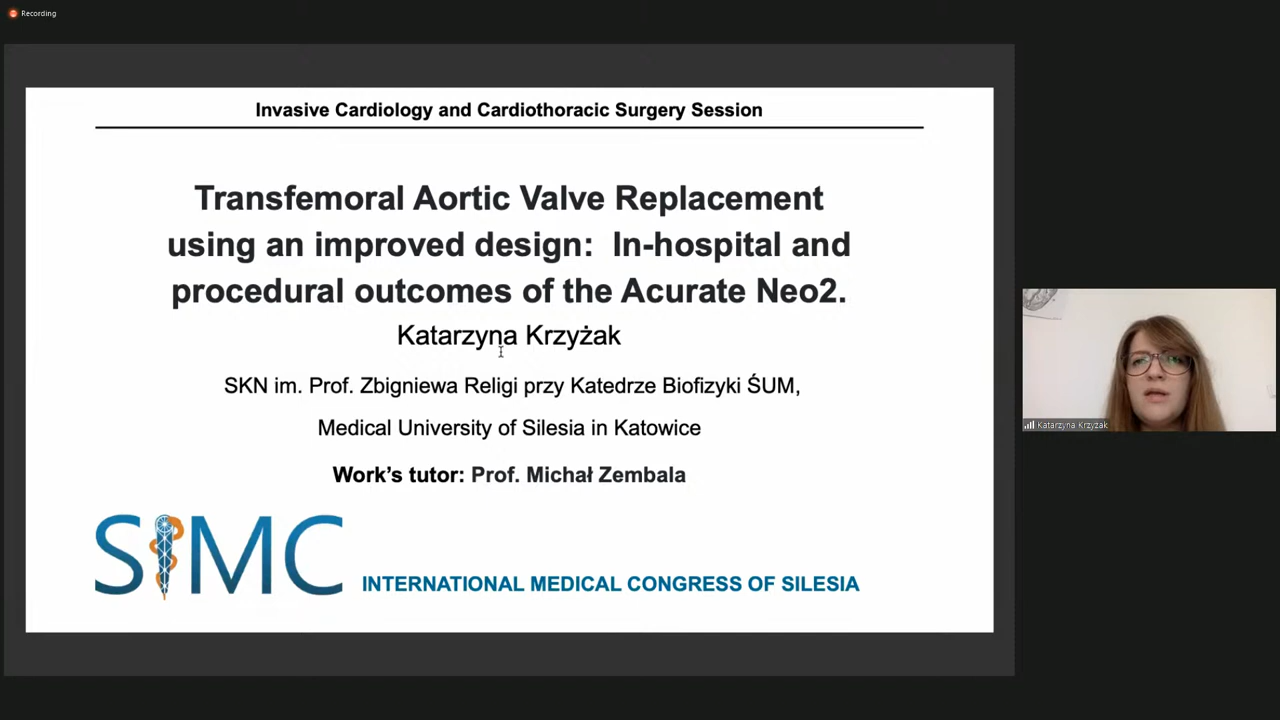 Recording
Invasive Cardiology and Cardiothoracic Surgery Session
Transfemoral Aortic Valve Replacement
using an improved design: In-hospital and
procedural outcomes of the Acurate Neo2.
Katarzyna Krzyżak
SKN im. Prof. Zbigniewa Religi przy Katedrze Biofizyki ŚUM,
Medical University of Silesia in Katowice
Work's tutor: Prof. Michał Zembala
SIMC
INTERNATIONAL MEDICAL CONGRESS OF SILESIA
Katarzyna Krzyżak